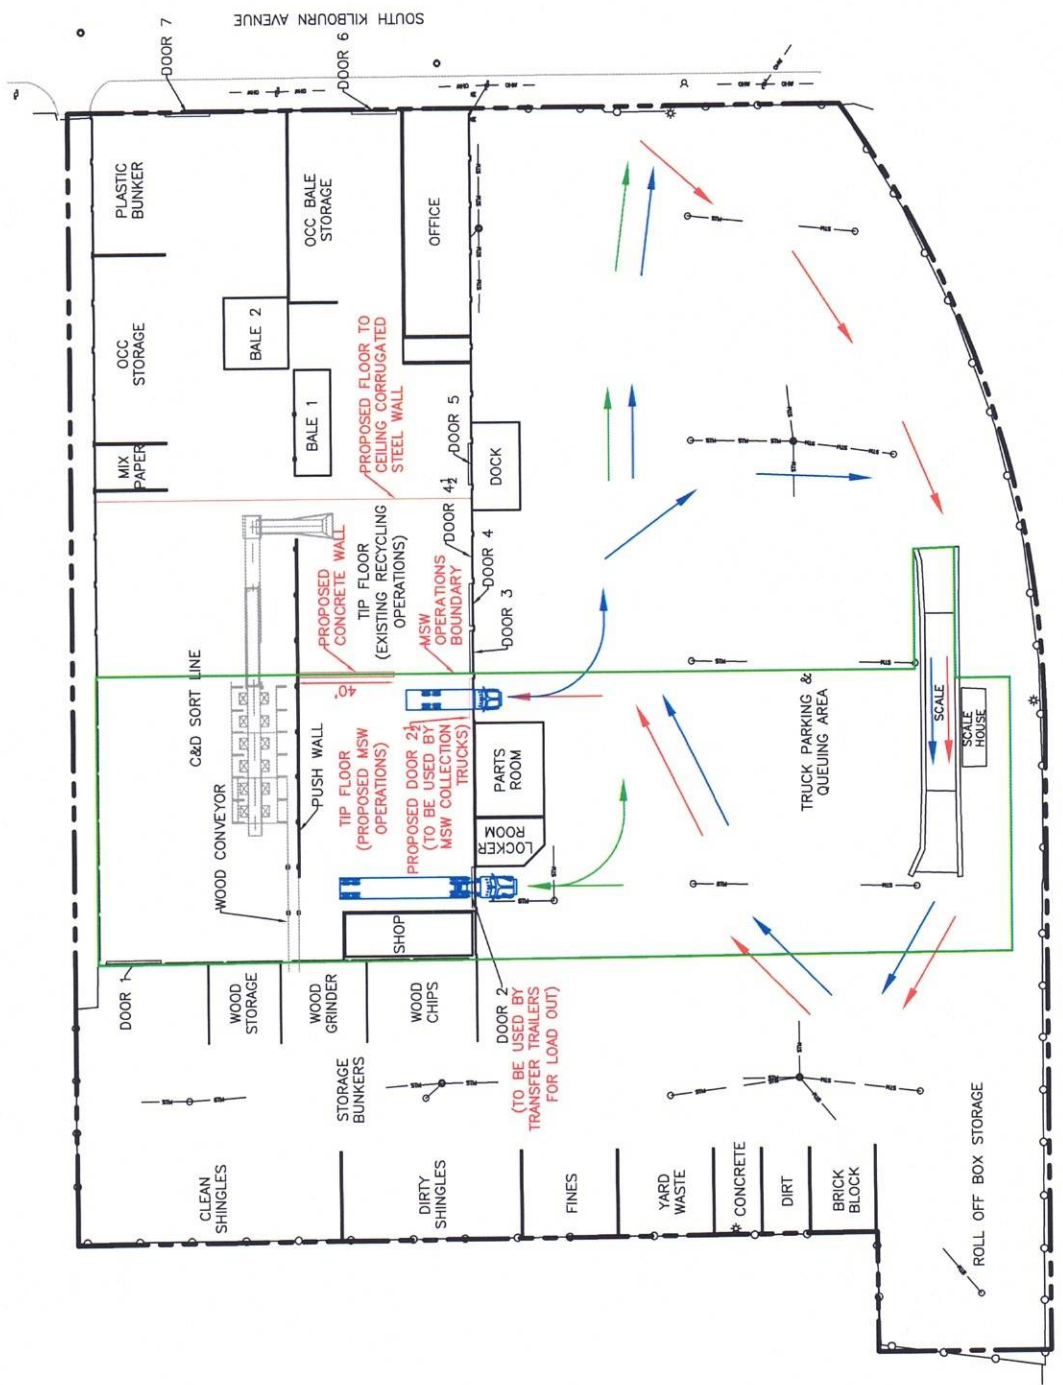 SOUTH KILBOURN AVENUE
DOOR 7
DOOR 6
PLASTIC
BUNKER
OCC BALE
STORAGE
OFFICE
OCC
STORAGE
BALE 2
BALE 1
PROPOSED FLOOR TO
CEILING CORRUGATED
STEEL WALL
MIX
PAPER
DOOR 5
DOCK
DOOR 4½
DOOR 4
DOOR 3
C&D SORT LINE
PROPOSED
CONCRETE WALL
TIP FLOOR
(EXISTING RECYCLING
OPERATIONS)
MSW
OPERATIONS
BOUNDARY
40'
WOOD CONVEYOR
PUSH WALL
TIP FLOOR
(PROPOSED MSW
OPERATIONS)
PROPOSED DOOR 2½
(TO BE USED BY
MSW COLLECTION
TRUCKS)
PARTS
ROOM
LOCKER
ROOM
TRUCK PARKING &
QUEUING AREA
SCALE
SCALE
HOUSE
SHOP
DOOR 1
WOOD
STORAGE
WOOD
GRINDER
WOOD
CHIPS
DOOR 2
(TO BE USED BY
TRANSFER TRAILERS
FOR LOAD OUT)
STORAGE
BUNKERS
CLEAN
SHINGLES
DIRTY
SHINGLES
FINES
YARD
WASTE
CONCRETE
DIRT
BRICK
BLOCK
ROLL OFF BOX STORAGE